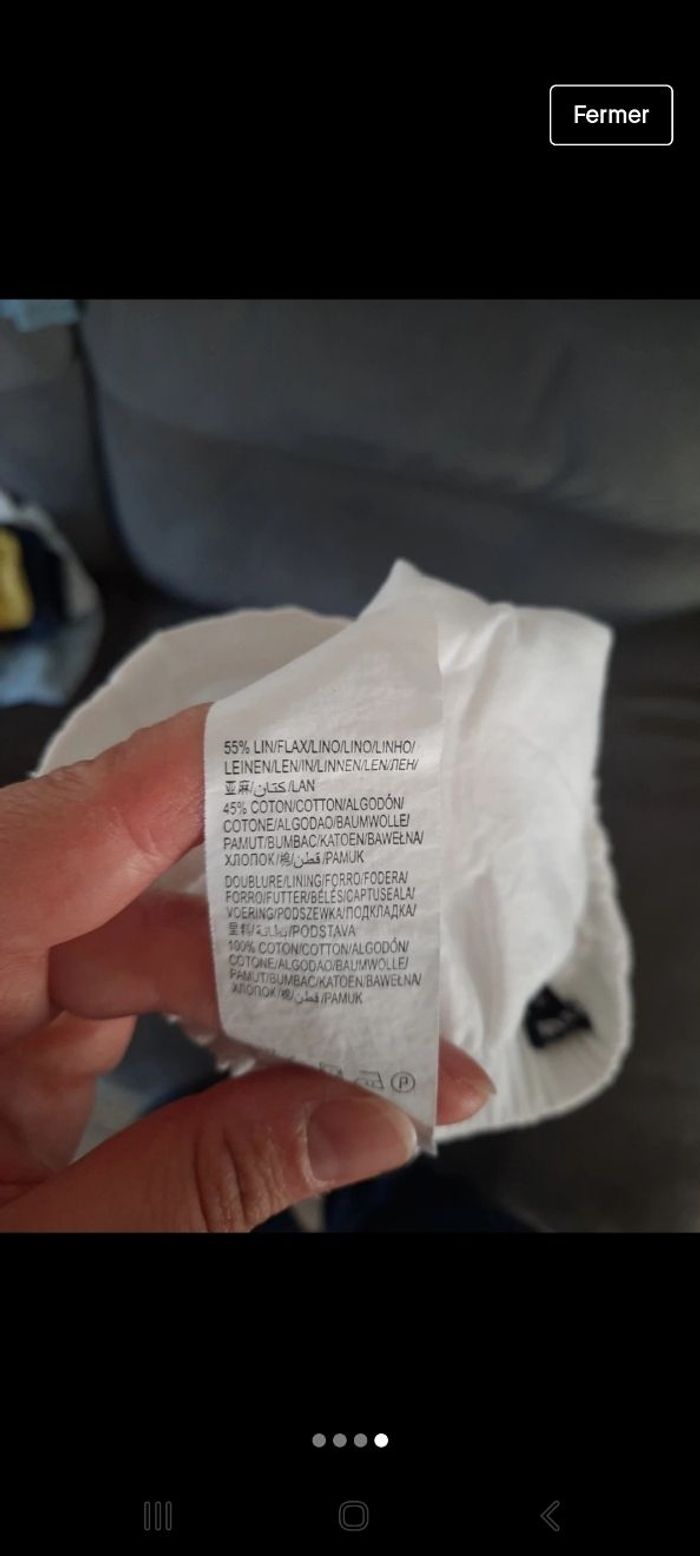 Fermer
55% LIN/FLAX/LINO/LINO/LINHO/
LEINEN/LEN/IN/LINNEN/LEN/ЛЕН/
亚麻/كتان/LAN
45% COTON/COTTON/ALGODÓN/
COTONE/ALGODAO/BAUMWOLLE/
PAMUT/BUMBAC/KATOEN/BAWEŁNA/
ХЛОПОК/棉/قطن/PAMUK
DOUBLURE/LINING/FORRO/FODERA/
FORRO/FUTTER/BÉLÉS/CAPTUSEALA/
VOERING/PODSZEWKA/ПОДКЛАДКА/
里料/بطانة/PODSTAVA
100% COTON/COTTON/ALGODÓN/
COTONE/ALGODAO/BAUMWOLLE/
PAMUT/BUMBAC/KATOEN/BAWEŁNA/
ХЛОПОК/棉/قطن/PAMUK
P